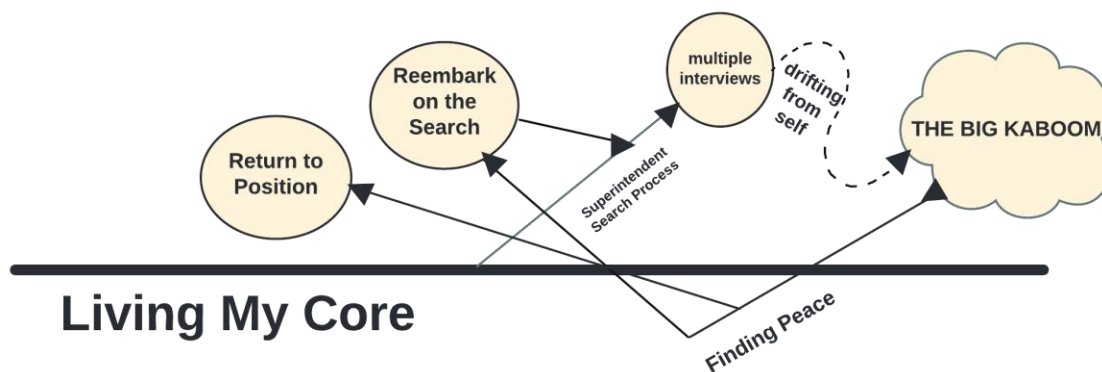 Return to
Position
Reembark
on the
Search
multiple
interviews
drifting
from
self
THE BIG KABOOM
Superintendent
Search Process
Living My Core
Finding Peace